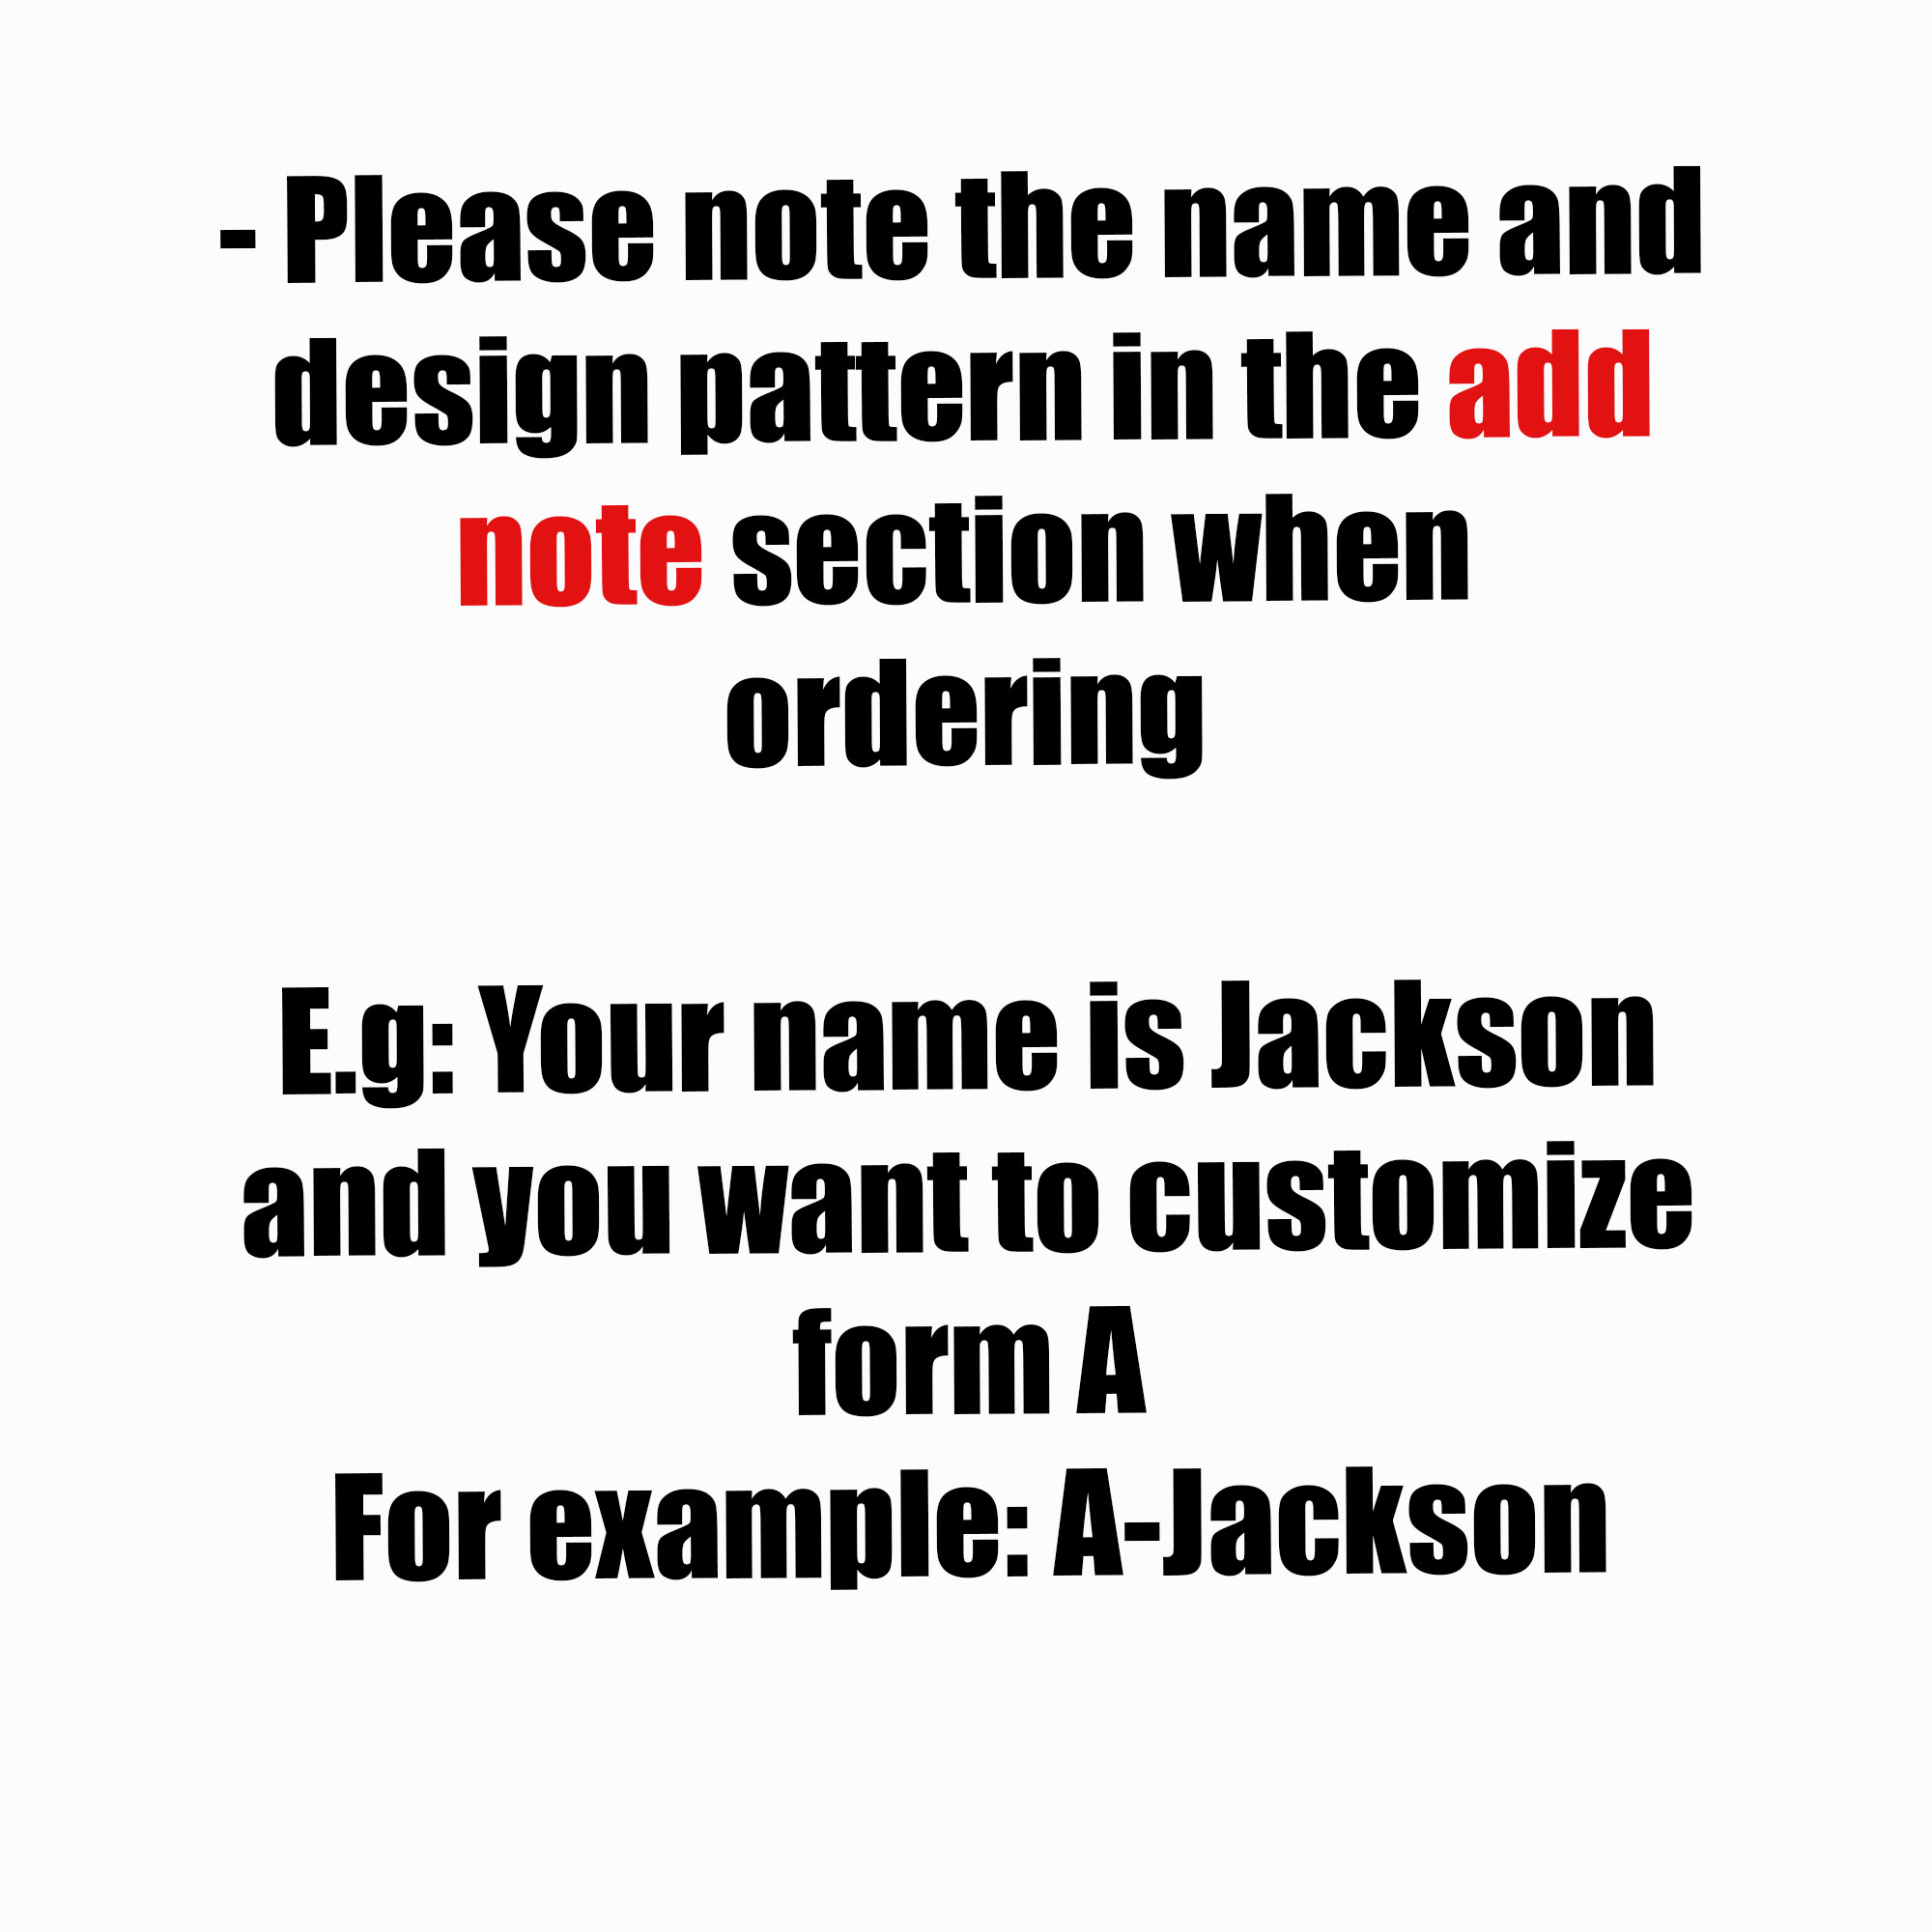 - Please note the name and
design pattern in the add
note section when
ordering
E.g: Your name is Jackson
and you want to customize
form A
For example: A-Jackson